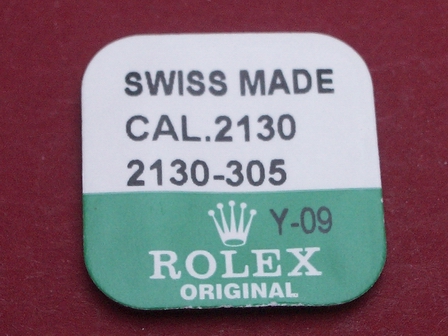 SWISS MADE
CAL.2130
2130-305
Y-09
ROLEX
ORIGINAL